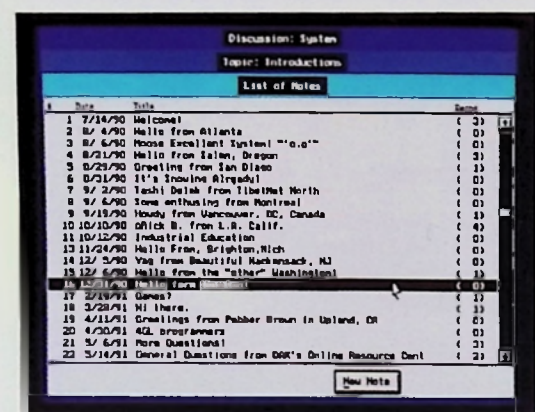 Discussion: System
Topic: Introductions
List of Notes
# Date Title Resps
1 7/14/90 Welcome! ( 3)
2 8/ 4/90 Hello from Atlanta ( 0)
3 8/ 6/90 Moose Excellant System! "'o.o'" ( 0)
4 8/21/90 Hello from Salem, Oregon ( 3)
5 8/29/90 Greeting from San Diego ( 1)
6 8/31/90 It's Snowing Already! ( 0)
7 9/ 2/90 Tashi Delek from TibetNet North ( 0)
8 9/ 6/90 Some enthusing from Montreal ( 0)
9 9/19/90 Howdy from Vancouver, BC, Canada ( 1)
10 10/10/90 Nick B. from L.A. Calif. ( 4)
11 10/12/90 Industrial Education ( 0)
13 11/24/90 Hello From, Brighton,Mich ( 0)
14 12/ 5/90 Yag from Beautiful Hackensack, NJ ( 0)
15 12/ 6/90 Hello from the "other" Washington! ( 1)
16 12/31/90 Hello form ( 0)
17 2/19/91 Games? ( 1)
18 3/28/91 Hi there. ( 1)
19 4/11/91 Greetings from Pebber Brown in Upland, CA ( 0)
20 4/30/91 4GL programmers ( 0)
21 5/ 6/91 More Questions! ( 3)
22 5/14/91 General Questions from DAK's Online Resource Cent ( 2)
New Note